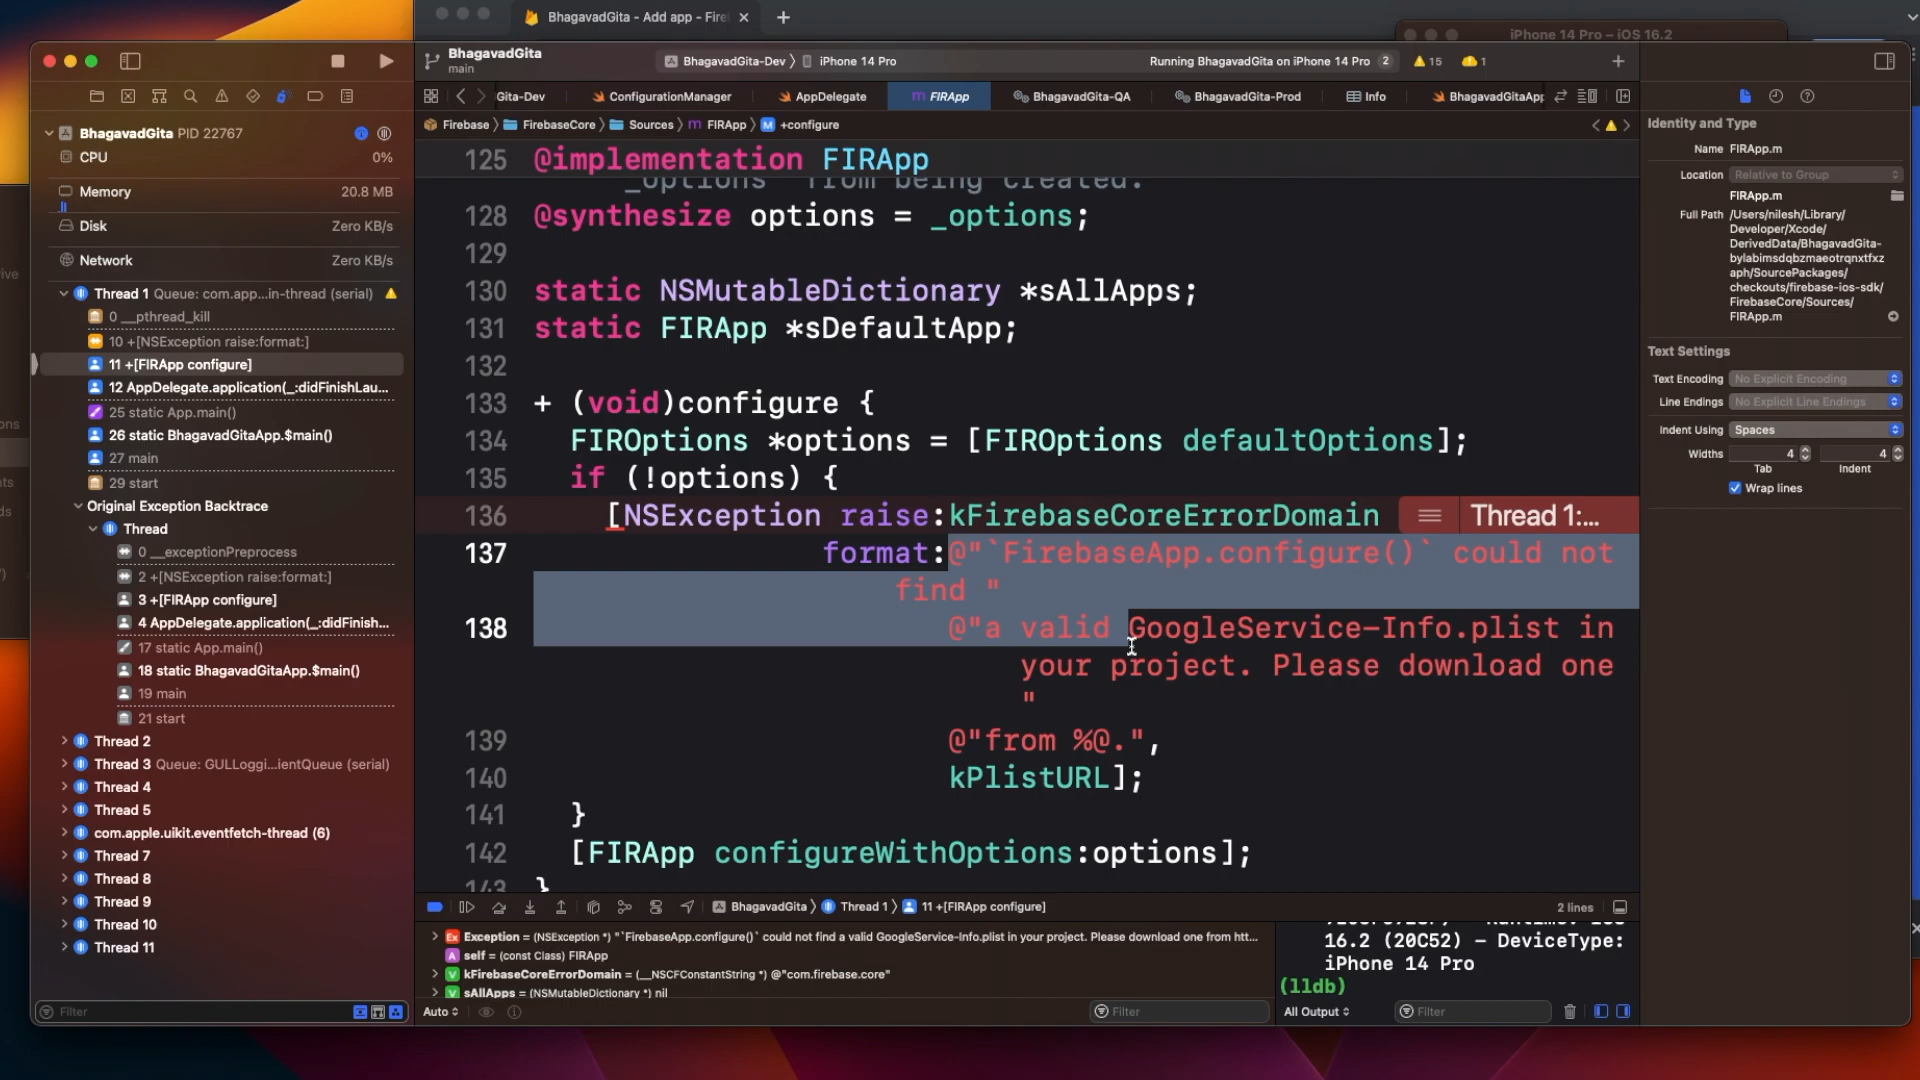 BhagavadGita - Add app - Fire
iPhone 14 Pro – iOS 16.2
BhagavadGita
main
BhagavadGita-Dev
iPhone 14 Pro
Running BhagavadGita on iPhone 14 Pro
2
15
1
Gita-Dev
ConfigurationManager
AppDelegate
FIRApp
BhagavadGita-QA
BhagavadGita-Prod
Info
BhagavadGitaApp
Firebase
FirebaseCore
Sources
FIRApp
M
+configure
BhagavadGita PID 22767
CPU
0%
Memory
20.8 MB
Disk
Zero KB/s
Network
Zero KB/s
Thread 1 Queue: com.app...in-thread (serial)
0 __pthread_kill
10 +[NSException raise:format:]
11 +[FIRApp configure]
12 AppDelegate.application(_:didFinishLau...
25 static App.main()
26 static BhagavadGitaApp.$main()
27 main
29 start
Original Exception Backtrace
Thread
0 __exceptionPreprocess
2 +[NSException raise:format:]
3 +[FIRApp configure]
4 AppDelegate.application(_:didFinish...
17 static App.main()
18 static BhagavadGitaApp.$main()
19 main
21 start
Thread 2
Thread 3 Queue: GULLoggi...ientQueue (serial)
Thread 4
Thread 5
com.apple.uikit.eventfetch-thread (6)
Thread 7
Thread 8
Thread 9
Thread 10
Thread 11
Filter
125 @implementation FIRApp
_options` from being created.
128 @synthesize options = _options;
129
130 static NSMutableDictionary *sAllApps;
131 static FIRApp *sDefaultApp;
132
133 + (void)configure {
134 FIROptions *options = [FIROptions defaultOptions];
135 if (!options) {
136 [NSException raise:kFirebaseCoreErrorDomain
Thread 1:...
137 format:@"`FirebaseApp.configure()` could not
find "
138 @"a valid GoogleService-Info.plist in
your project. Please download one
"
139 @"from %@.",
140 kPlistURL];
141 }
142 [FIRApp configureWithOptions:options];
143 }
BhagavadGita
Thread 1
11 +[FIRApp configure]
2 lines
Ex Exception = (NSException *) "`FirebaseApp.configure()` could not find a valid GoogleService-Info.plist in your project. Please download one from htt...
A self = (const Class) FIRApp
V kFirebaseCoreErrorDomain = (__NSCFConstantString *) @"com.firebase.core"
V sAllApps = (NSMutableDictionary *) nil
Auto
Filter
16.2 (20C52) - DeviceType:
iPhone 14 Pro
(lldb)
All Output
Filter
Identity and Type
Name FIRApp.m
Location Relative to Group
FIRApp.m
Full Path /Users/nilesh/Library/
Developer/Xcode/
DerivedData/BhagavadGita-
bylabimsdqbzmaeotrqnxtfxz
aph/SourcePackages/
checkouts/firebase-ios-sdk/
FirebaseCore/Sources/
FIRApp.m
Text Settings
Text Encoding No Explicit Encoding
Line Endings No Explicit Line Endings
Indent Using Spaces
Widths 4 4
Tab Indent
Wrap lines